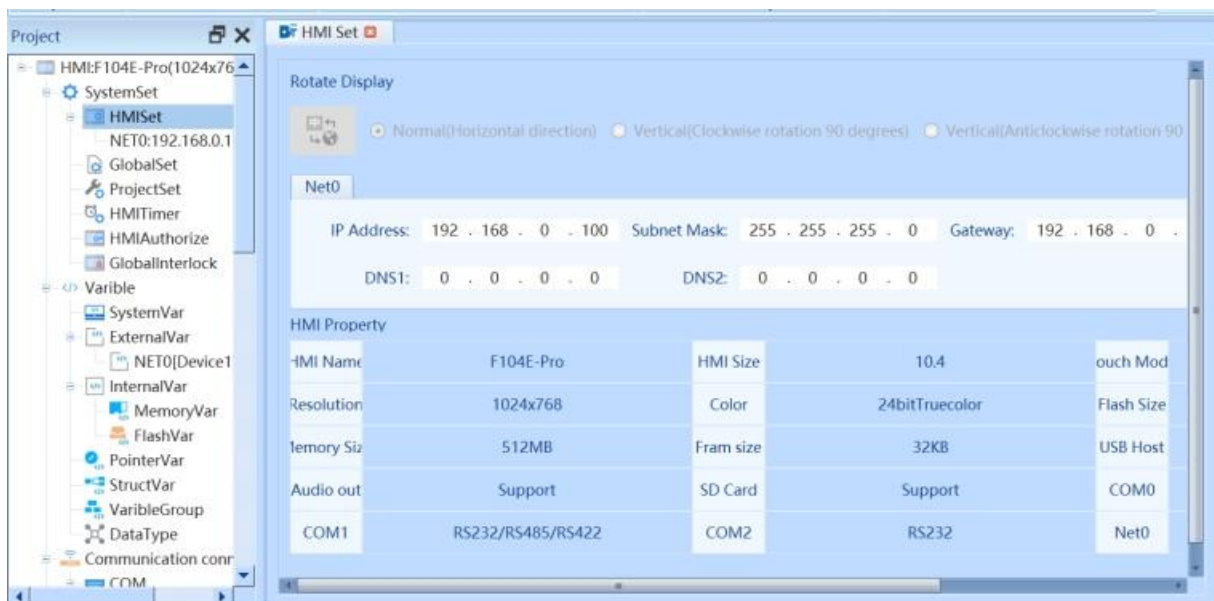 Project
HMI:F104E-Pro(1024x76
SystemSet
HMISet
NET0:192.168.0.1
GlobalSet
ProjectSet
HMITimer
HMIAuthorize
GlobalInterlock
Varible
SystemVar
ExternalVar
NET0[Device1
InternalVar
MemoryVar
FlashVar
PointerVar
StructVar
VaribleGroup
DataType
Communication conn
COM
HMI Set
Rotate Display
Normal(Horizontal direction) Vertical(Clockwise rotation 90 degrees) Vertical(Anticlockwise rotation 90
Net0
IP Address: 192 . 168 . 0 . 100 Subnet Mask: 255 . 255 . 255 . 0 Gateway: 192 . 168 . 0 .
DNS1: 0 . 0 . 0 . 0 DNS2: 0 . 0 . 0 . 0
HMI Property
HMI Name F104E-Pro HMI Size 10.4 ouch Mod
Resolution 1024x768 Color 24bitTruecolor Flash Size
Memory Siz 512MB Fram size 32KB USB Host
Audio out Support SD Card Support COM0
COM1 RS232/RS485/RS422 COM2 RS232 Net0